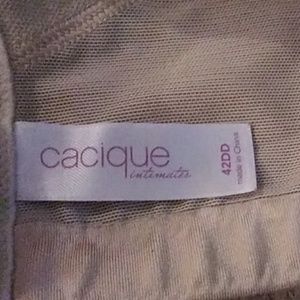 cacique
intimates
42DD
made in China